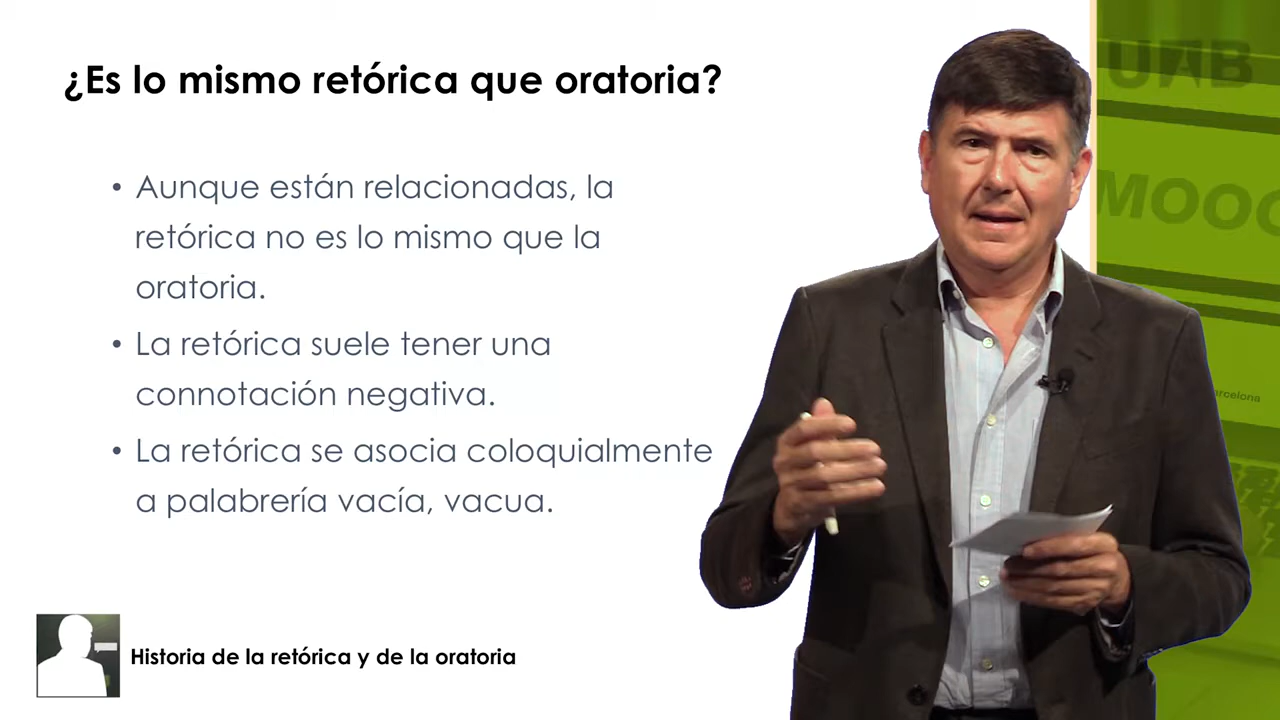 ¿Es lo mismo retórica que oratoria?
• Aunque están relacionadas, la
retórica no es lo mismo que la
oratoria.
• La retórica suele tener una
connotación negativa.
• La retórica se asocia coloquialmente
a palabrería vacía, vacua.
Historia de la retórica y de la oratoria
UAB
MOOC
arcelona